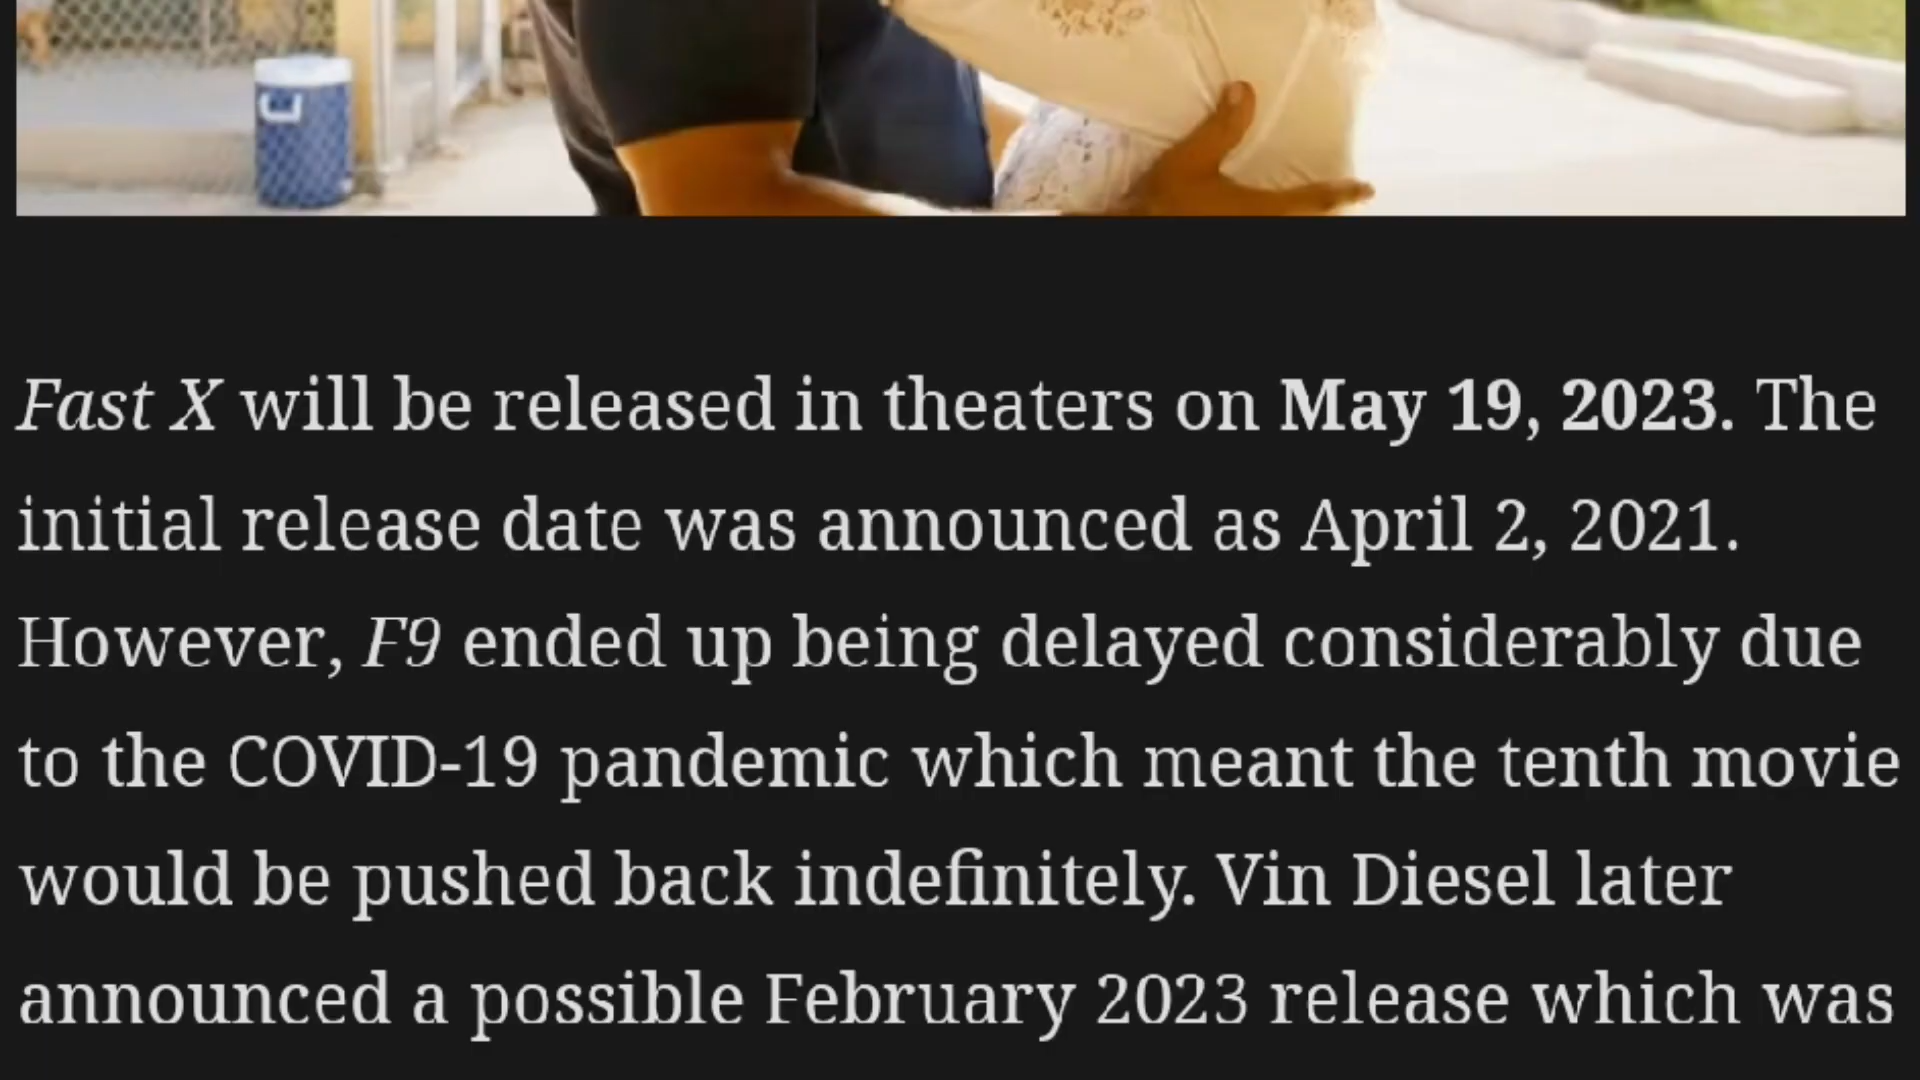 Fast X will be released in theaters on May 19, 2023. The
initial release date was announced as April 2, 2021.
However, F9 ended up being delayed considerably due
to the COVID-19 pandemic which meant the tenth movie
would be pushed back indefinitely. Vin Diesel later
announced a possible February 2023 release which was